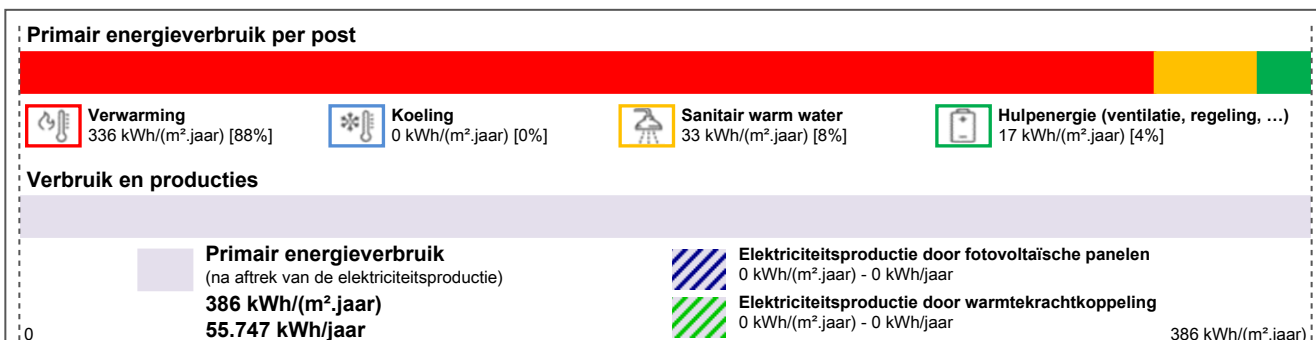 Primair energieverbruik per post
Verwarming
336 kWh/(m².jaar) [88%]
Koeling
0 kWh/(m².jaar) [0%]
Sanitair warm water
33 kWh/(m².jaar) [8%]
Hulpenergie (ventilatie, regeling, …)
17 kWh/(m².jaar) [4%]
Verbruik en producties
Primair energieverbruik
(na aftrek van de elektriciteitsproductie)
386 kWh/(m².jaar)
55.747 kWh/jaar
Elektriciteitsproductie door fotovoltaïsche panelen
0 kWh/(m².jaar) - 0 kWh/jaar
Elektriciteitsproductie door warmtekrachtkoppeling
0 kWh/(m².jaar) - 0 kWh/jaar
0
386 kWh/(m².jaar)